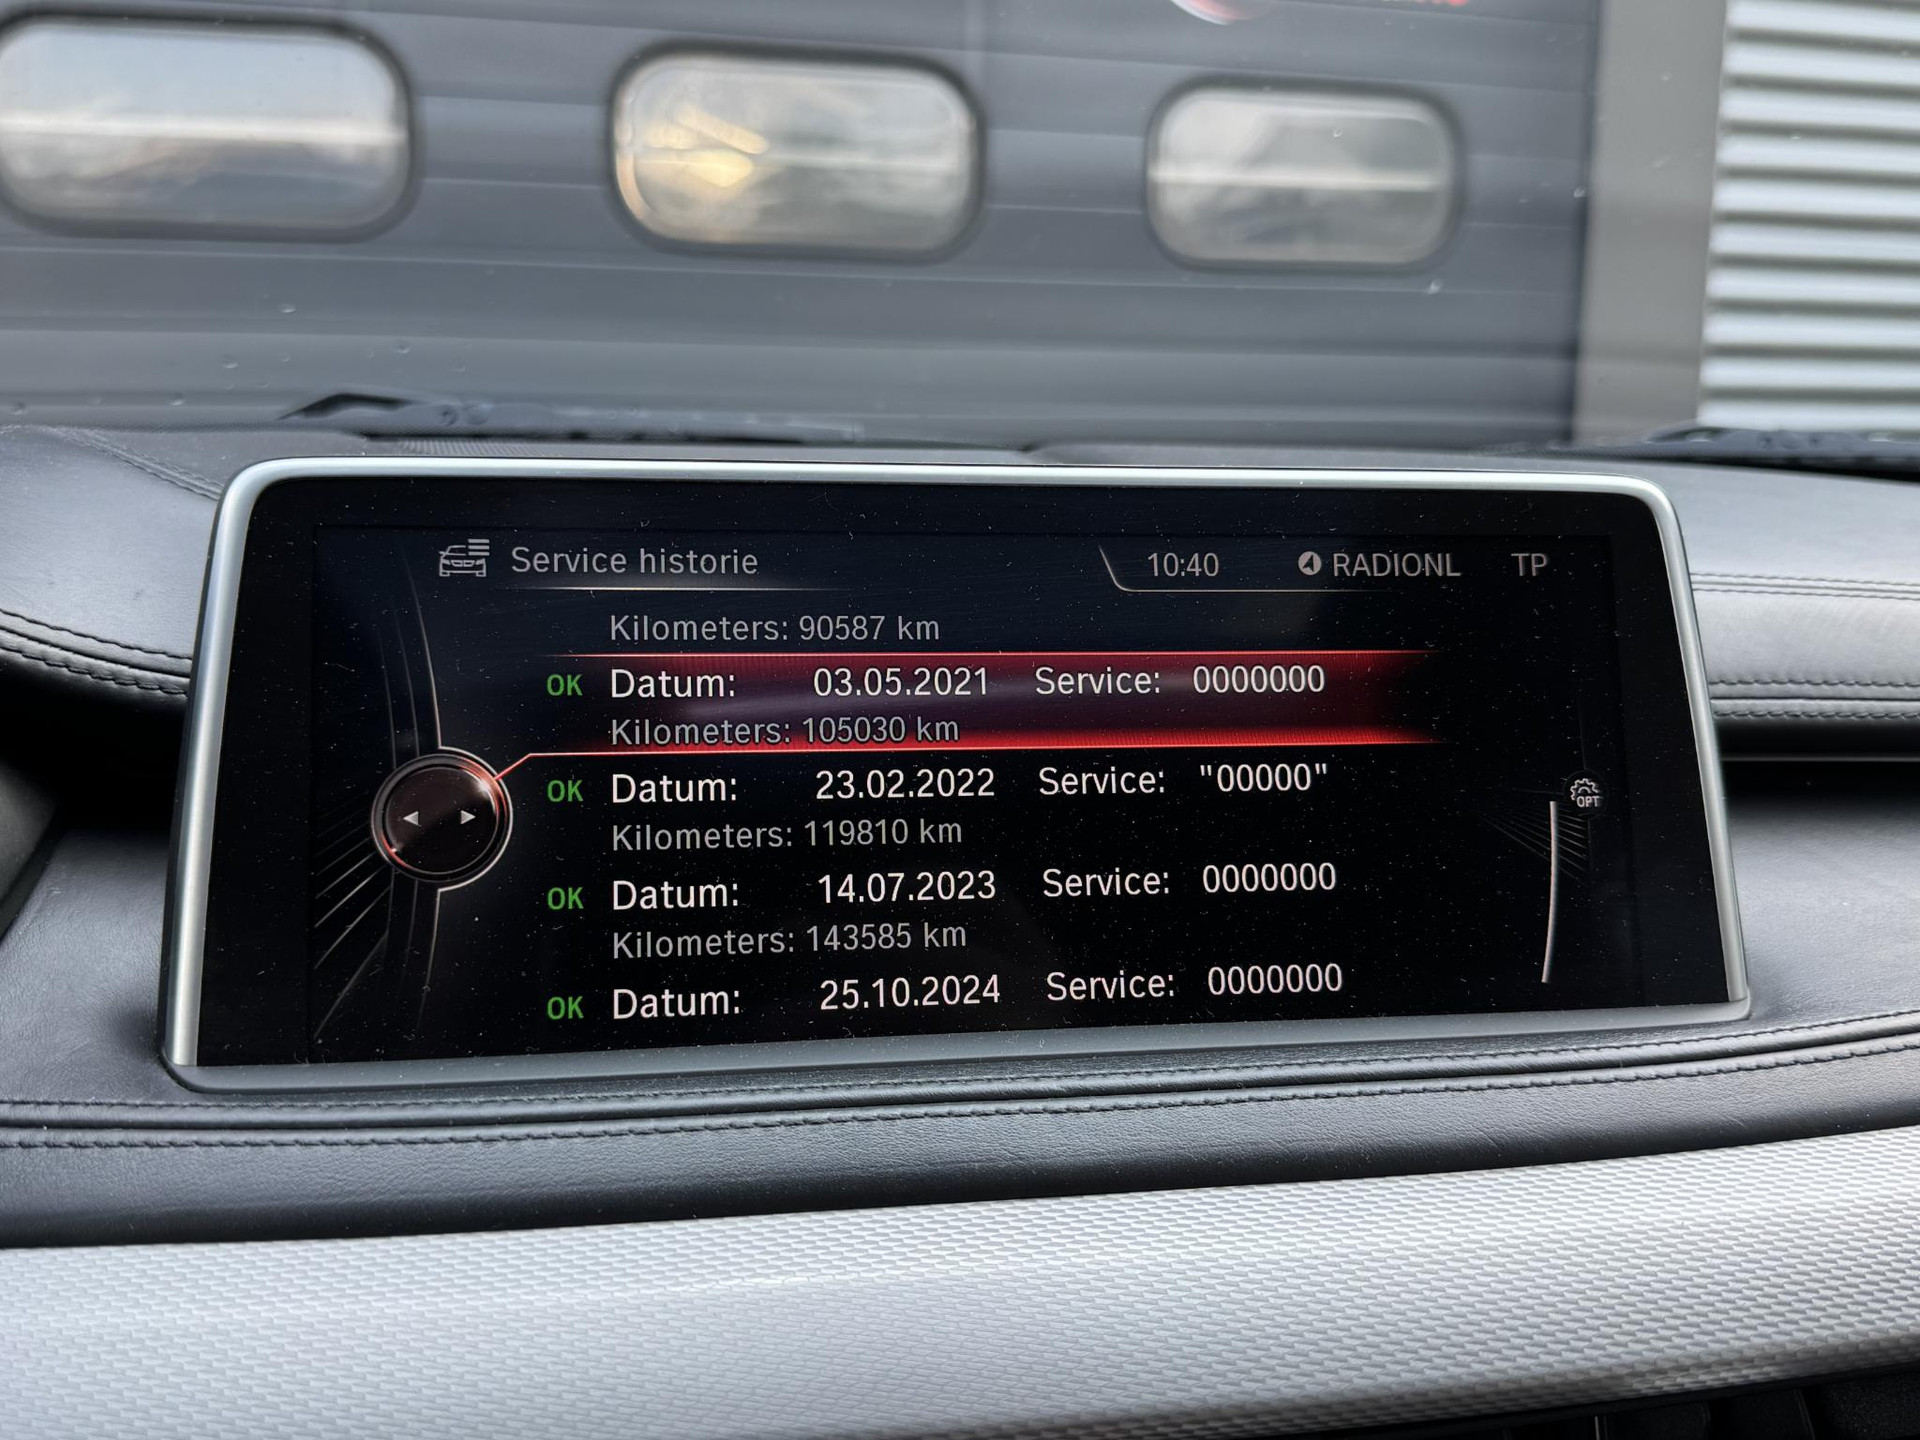 Service historie 10:40 RADIONL TP
Kilometers: 90587 km
OK Datum: 03.05.2021 Service: 0000000
Kilometers: 105030 km
OK Datum: 23.02.2022 Service: "00000"
Kilometers: 119810 km
OK Datum: 14.07.2023 Service: 0000000
Kilometers: 143585 km
OK Datum: 25.10.2024 Service: 0000000
OPT